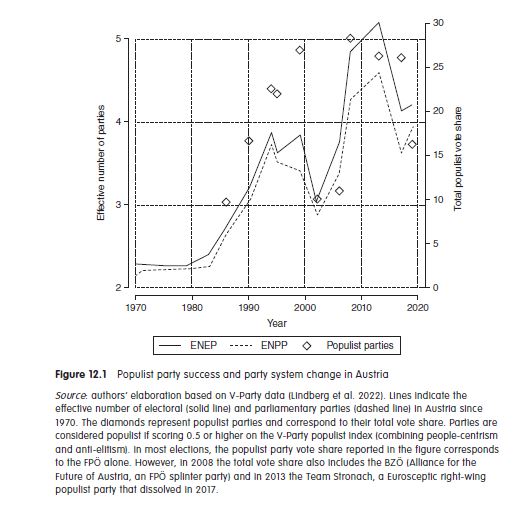 5
4
3
2
Effective number of parties
30
25
20
15
10
5
0
Total populist vote share
1970 1980 1990 2000 2010 2020
Year
ENEP ENPP Populist parties
Figure 12.1 Populist party success and party system change in Austria
Source: authors' elaboration based on V-Party data (Lindberg et al. 2022). Lines indicate the
effective number of electoral (solid line) and parliamentary parties (dashed line) in Austria since
1970. The diamonds represent populist parties and correspond to their total vote share. Parties are
considered populist if scoring 0.5 or higher on the V-Party populist index (combining people-centrism
and anti-elitism). In most elections, the populist party vote share reported in the figure corresponds
to the FPÖ alone. However, in 2008 the total vote share also includes the BZÖ (Alliance for the
Future of Austria, an FPÖ splinter party) and in 2013 the Team Stronach, a Eurosceptic right-wing
populist party that dissolved in 2017.